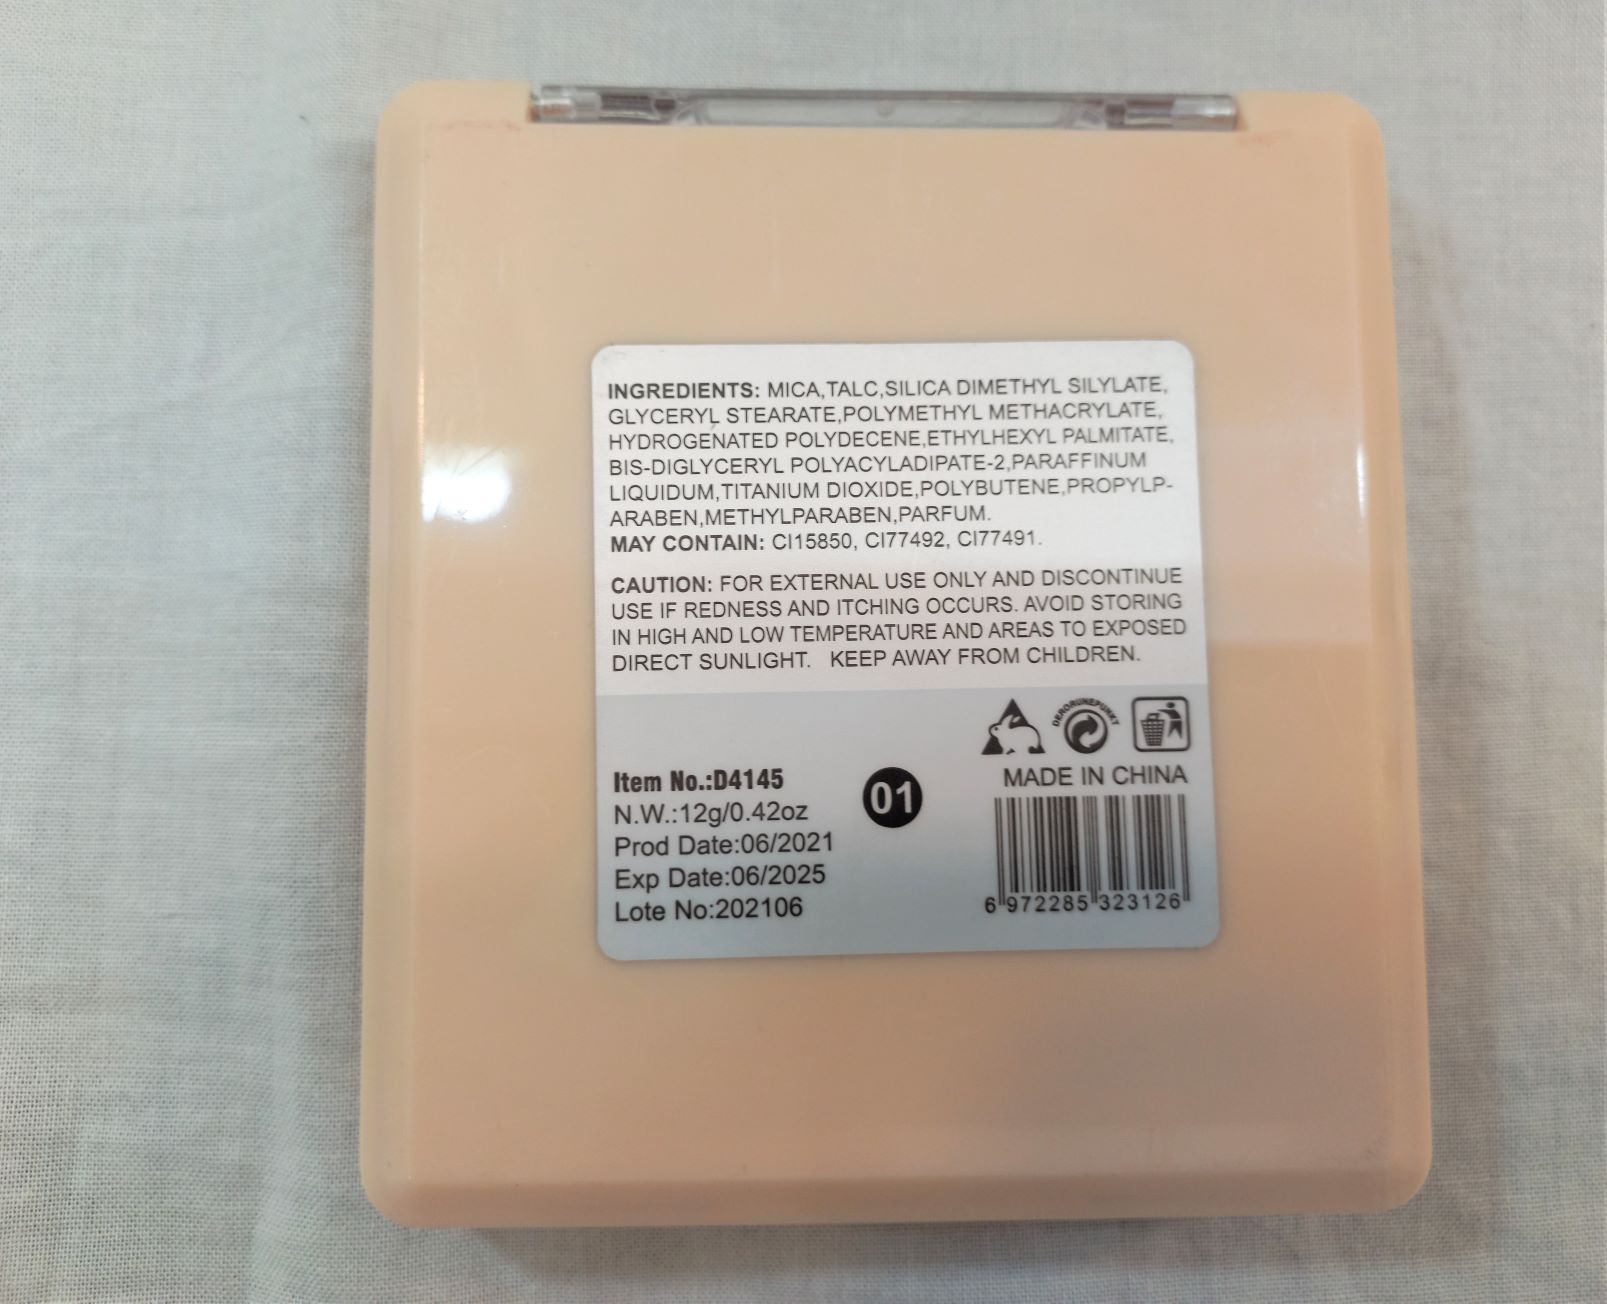 INGREDIENTS: MICA,TALC,SILICA DIMETHYL SILYLATE,
GLYCERYL STEARATE,POLYMETHYL METHACRYLATE,
HYDROGENATED POLYDECENE,ETHYLHEXYL PALMITATE,
BIS-DIGLYCERYL POLYACYLADIPATE-2,PARAFFINUM
LIQUIDUM,TITANIUM DIOXIDE,POLYBUTENE,PROPYLP-
ARABEN,METHYLPARABEN,PARFUM.
MAY CONTAIN: CI15850, CI77492, CI77491.
CAUTION: FOR EXTERNAL USE ONLY AND DISCONTINUE
USE IF REDNESS AND ITCHING OCCURS. AVOID STORING
IN HIGH AND LOW TEMPERATURE AND AREAS TO EXPOSED
DIRECT SUNLIGHT. KEEP AWAY FROM CHILDREN.
DERGRUNEPUNKT
MADE IN CHINA
Item No.:D4145
N.W.:12g/0.42oz
Prod Date:06/2021
Exp Date:06/2025
Lote No:202106
01
6 972285 323126